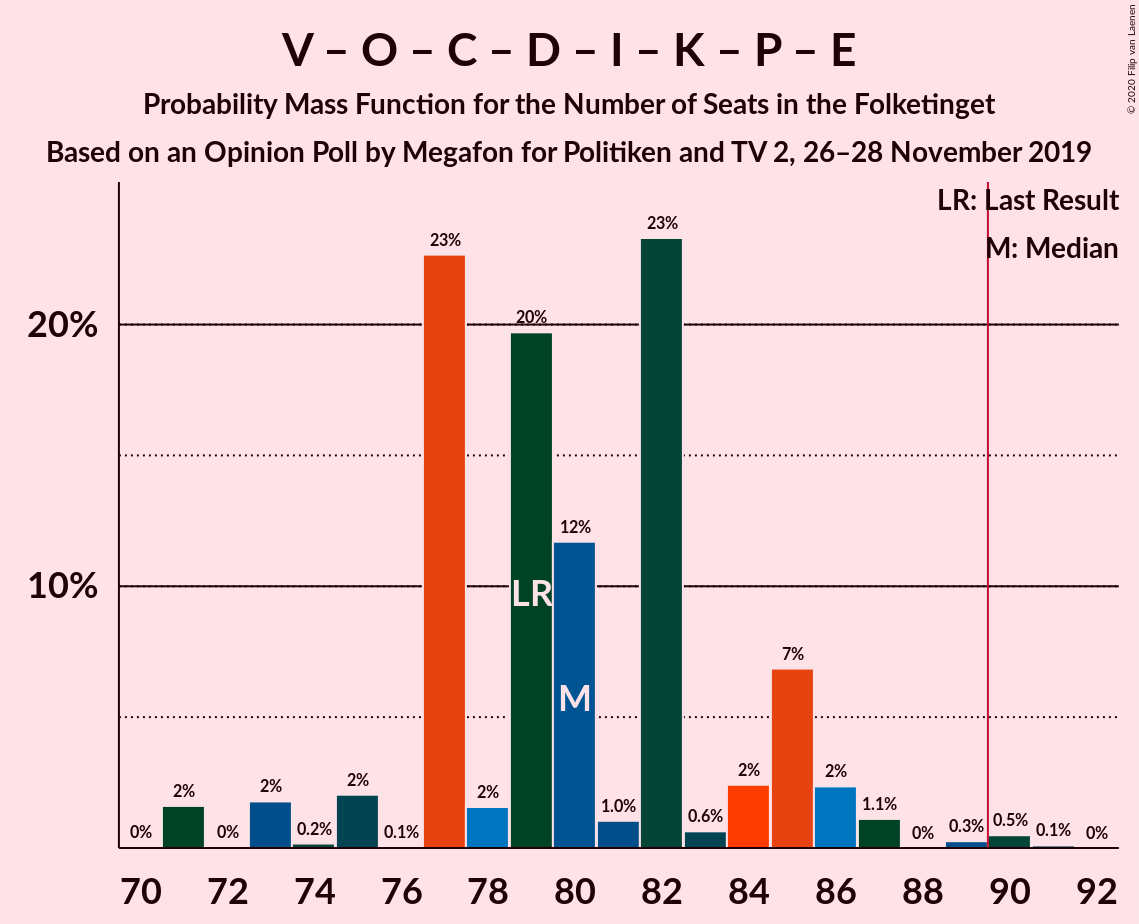 V – O – C – D – I – K – P – E
Probability Mass Function for the Number of Seats in the Folketinget
Based on an Opinion Poll by Megafon for Politiken and TV 2, 26–28 November 2019
© 2020 Filip van Laenen
LR: Last Result
M: Median
20%
10%
0%
2%
0%
2%
0.2%
2%
0.1%
23%
2%
20%
12%
1.0%
23%
0.6%
2%
7%
2%
1.1%
0%
0.3%
0.5%
0.1%
0%
LR
M
70 72 74 76 78 80 82 84 86 88 90 92